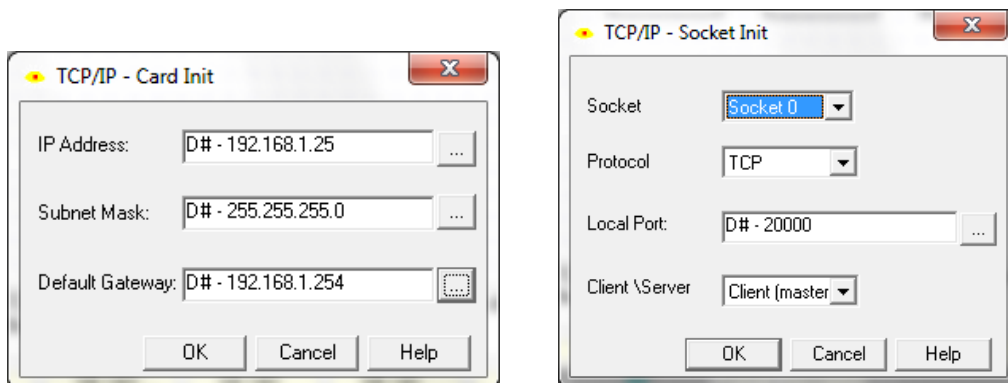 TCP/IP - Card Init
IP Address: D# - 192.168.1.25 ...
Subnet Mask: D# - 255.255.255.0 ...
Default Gateway: D# - 192.168.1.254 ...
OK Cancel Help
TCP/IP - Socket Init
Socket Socket 0
Protocol TCP
Local Port: D# - 20000 ...
Client \Server Client (master
OK Cancel Help